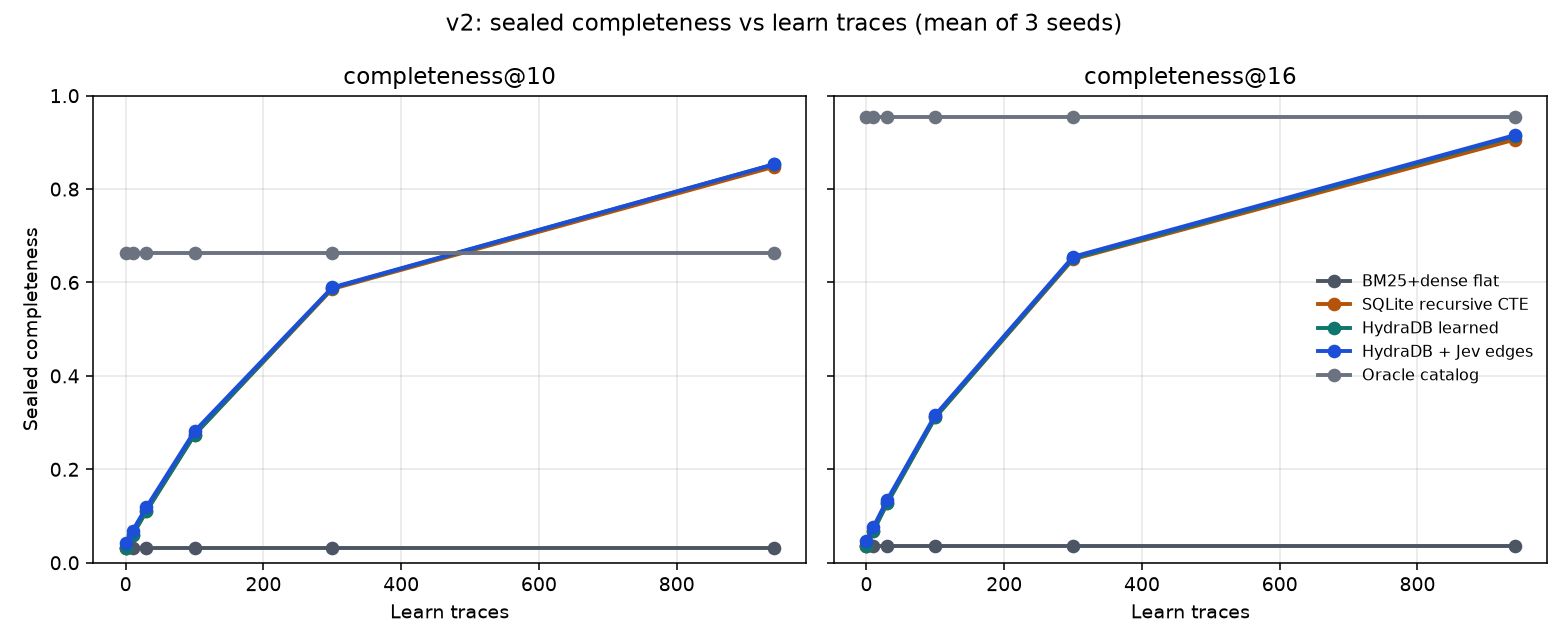 v2: sealed completeness vs learn traces (mean of 3 seeds)
completeness@10
completeness@16
Sealed completeness
1.0
0.8
0.6
0.4
0.2
0.0
0 200 400 600 800
Learn traces
0 200 400 600 800
Learn traces
BM25+dense flat
SQLite recursive CTE
HydraDB learned
HydraDB + Jev edges
Oracle catalog